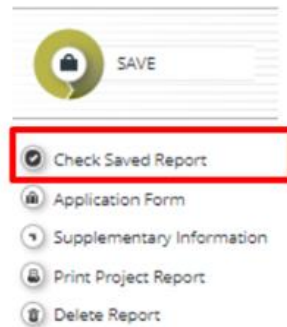 SAVE
Check Saved Report
Application Form
Supplementary Information
Print Project Report
Delete Report